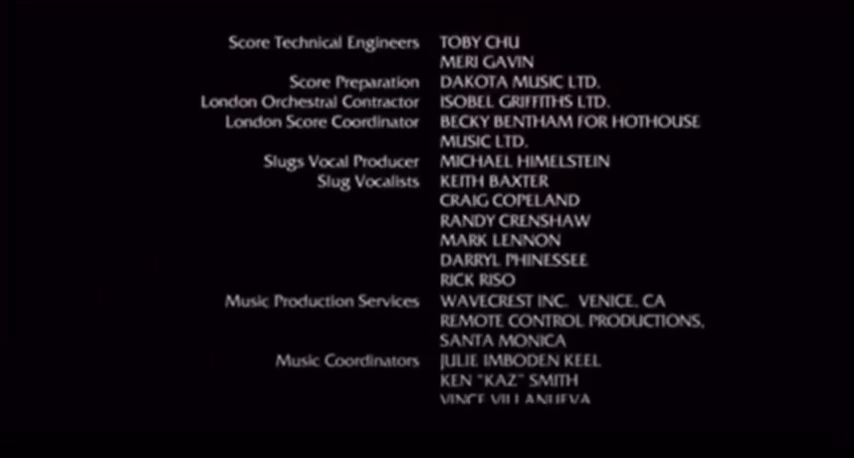 Score Technical Engineers TOBY CHU
MERI GAVIN
Score Preparation DAKOTA MUSIC LTD.
London Orchestral Contractor ISOBEL GRIFFITHS LTD.
London Score Coordinator BECKY BENTHAM FOR HOTHOUSE
MUSIC LTD.
Slugs Vocal Producer MICHAEL HIMELSTEIN
Slug Vocalists KEITH BAXTER
CRAIG COPELAND
RANDY CRENSHAW
MARK LENNON
DARRYL PHINESSEE
RICK RISO
Music Production Services WAVECREST INC. VENICE, CA
REMOTE CONTROL PRODUCTIONS,
SANTA MONICA
Music Coordinators JULIE IMBODEN KEEL
KEN "KAZ" SMITH
VINCE VILLANUEVA